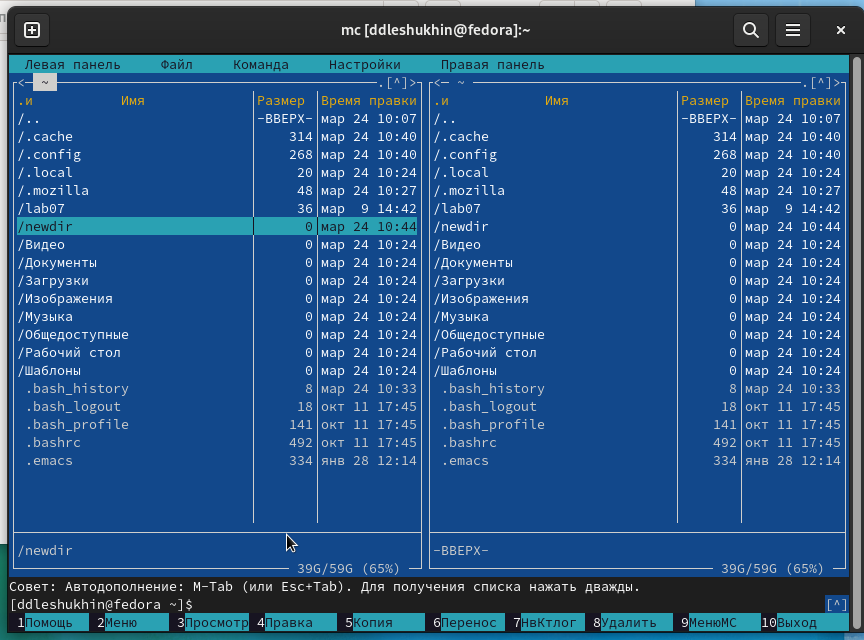 mc [ddleshukhin@fedora]:~
Левая панель Файл Команда Настройки Правая панель
<─ ~ .[^]> <─ ~ .[^]>
.и Имя Размер Время правки .и Имя Размер Время правки
/.. -ВВЕРХ- мар 24 10:07 /.. -ВВЕРХ- мар 24 10:07
/.cache 314 мар 24 10:40 /.cache 314 мар 24 10:40
/.config 268 мар 24 10:40 /.config 268 мар 24 10:40
/.local 20 мар 24 10:24 /.local 20 мар 24 10:24
/.mozilla 48 мар 24 10:27 /.mozilla 48 мар 24 10:27
/lab07 36 мар 9 14:42 /lab07 36 мар 9 14:42
/newdir 0 мар 24 10:44 /newdir 0 мар 24 10:44
/Видео 0 мар 24 10:24 /Видео 0 мар 24 10:24
/Документы 0 мар 24 10:24 /Документы 0 мар 24 10:24
/Загрузки 0 мар 24 10:24 /Загрузки 0 мар 24 10:24
/Изображения 0 мар 24 10:24 /Изображения 0 мар 24 10:24
/Музыка 0 мар 24 10:24 /Музыка 0 мар 24 10:24
/Общедоступные 0 мар 24 10:24 /Общедоступные 0 мар 24 10:24
/Рабочий стол 0 мар 24 10:24 /Рабочий стол 0 мар 24 10:24
/Шаблоны 0 мар 24 10:24 /Шаблоны 0 мар 24 10:24
.bash_history 8 мар 24 10:33 .bash_history 8 мар 24 10:33
.bash_logout 18 окт 11 17:45 .bash_logout 18 окт 11 17:45
.bash_profile 141 окт 11 17:45 .bash_profile 141 окт 11 17:45
.bashrc 492 окт 11 17:45 .bashrc 492 окт 11 17:45
.emacs 334 янв 28 12:14 .emacs 334 янв 28 12:14
/newdir -ВВЕРХ-
39G/59G (65%) 39G/59G (65%)
Совет: Автодополнение: M-Tab (или Esc+Tab). Для получения списка нажать дважды.
[ddleshukhin@fedora ~]$ [^]
1Помощь 2Меню 3Просмотр 4Правка 5Копия 6Перенос 7НвКтлог 8Удалить 9МенюМС 10Выход